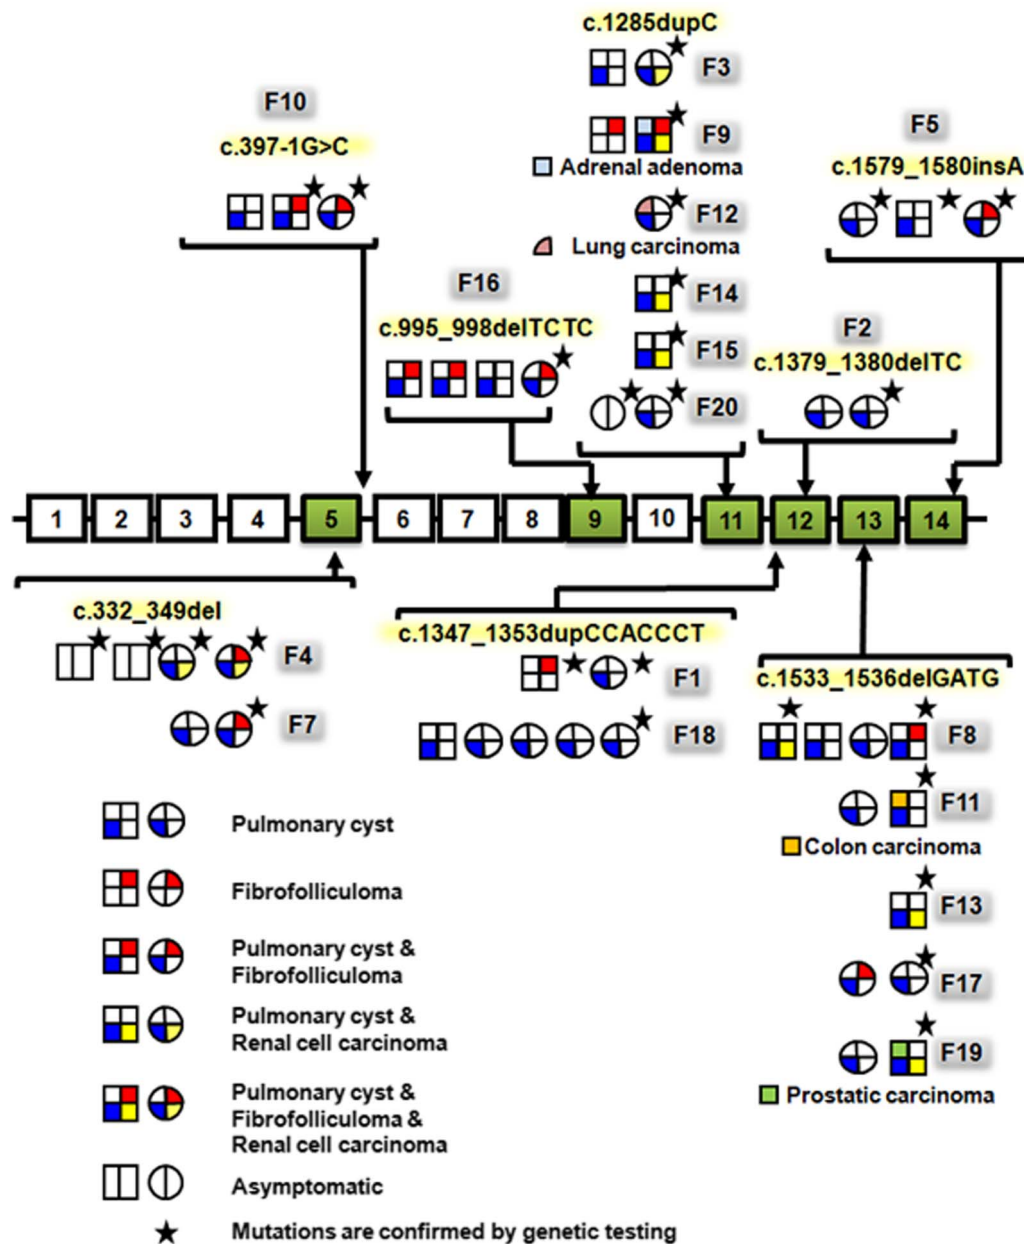 c.1285dupC
F3
F10
c.397-1G>C
F9
Adrenal adenoma
F5
c.1579_1580insA
F12
Lung carcinoma
F16
c.995_998delTCTC
F14
F15
F2
c.1379_1380delTC
F20
1 2 3 4 5 6 7 8 9 10 11 12 13 14
c.332_349del
F4
F7
c.1347_1353dupCCACCCT
F1
F18
c.1533_1536delGATG
F8
F11
Colon carcinoma
F13
F17
F19
Prostatic carcinoma
Pulmonary cyst
Fibrofolliculoma
Pulmonary cyst &
Fibrofolliculoma
Pulmonary cyst &
Renal cell carcinoma
Pulmonary cyst &
Fibrofolliculoma &
Renal cell carcinoma
Asymptomatic
Mutations are confirmed by genetic testing